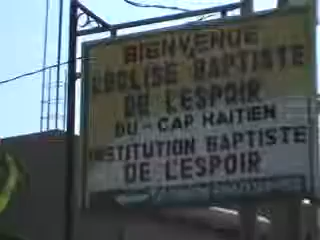 BIENVENUE
L'EGLISE BAPTISTE
DE L'ESPOIR
DU - CAP HAITIEN
INSTITUTION BAPTISTE
DE L'ESPOIR